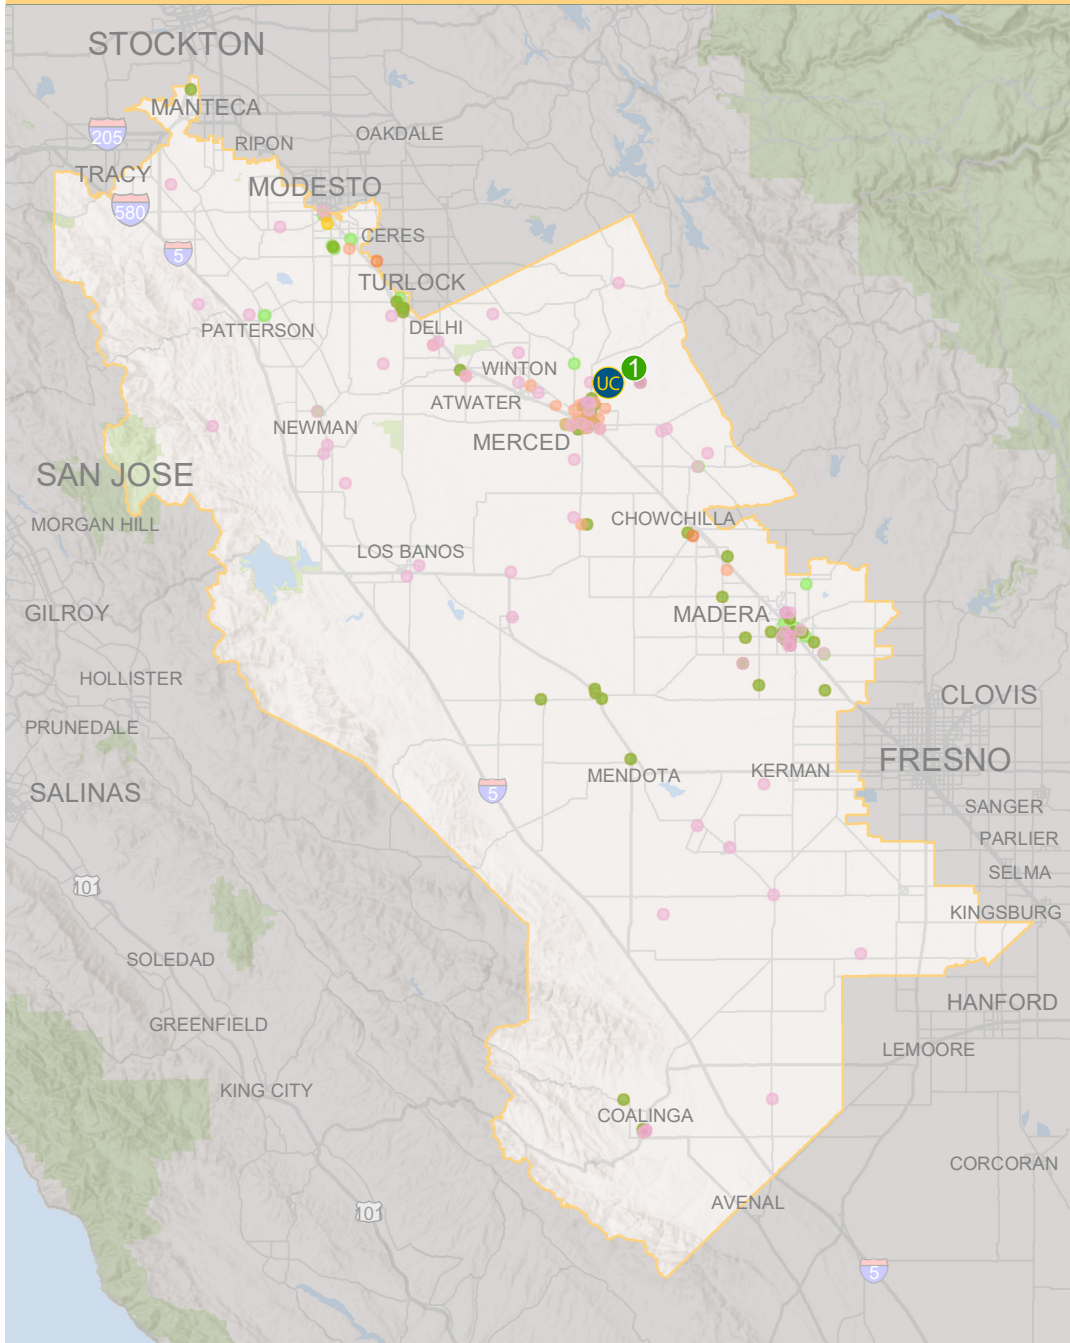 STOCKTON
MANTECA
205
RIPON
OAKDALE
TRACY
MODESTO
580
5
CERES
TURLOCK
PATTERSON
DELHI
WINTON
1
UC
ATWATER
NEWMAN
MERCED
SAN JOSE
MORGAN HILL
CHOWCHILLA
LOS BANOS
GILROY
MADERA
HOLLISTER
CLOVIS
PRUNEDALE
FRESNO
MENDOTA
KERMAN
SALINAS
5
SANGER
PARLIER
SELMA
101
KINGSBURG
SOLEDAD
HANFORD
GREENFIELD
LEMOORE
KING CITY
COALINGA
CORCORAN
AVENAL
101
5